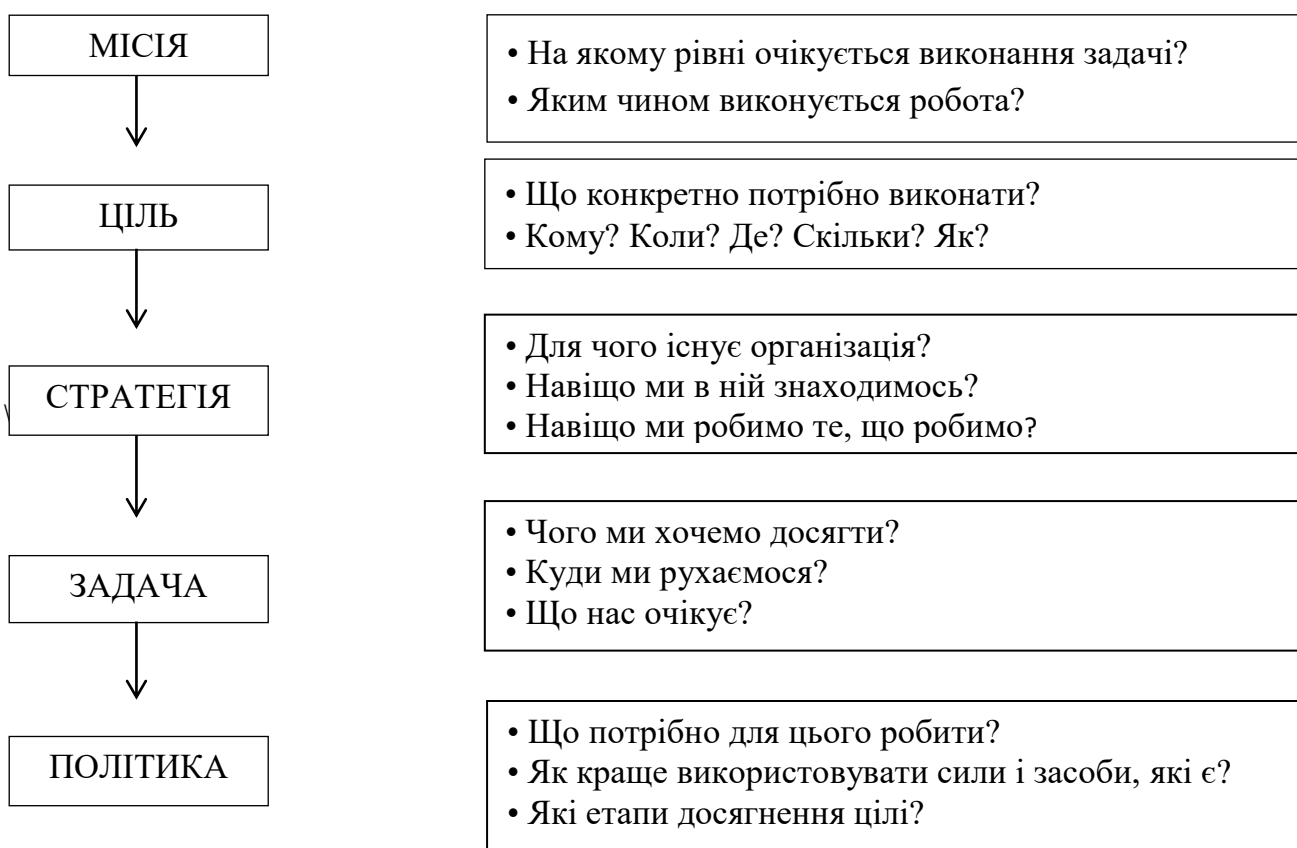 МІСІЯ
• На якому рівні очікується виконання задачі?
• Яким чином виконується робота?
ЦІЛЬ
• Що конкретно потрібно виконати?
• Кому? Коли? Де? Скільки? Як?
СТРАТЕГІЯ
• Для чого існує організація?
• Навіщо ми в ній знаходимось?
• Навіщо ми робимо те, що робимо?
ЗАДАЧА
• Чого ми хочемо досягти?
• Куди ми рухаємося?
• Що нас очікує?
ПОЛІТИКА
• Що потрібно для цього робити?
• Як краще використовувати сили і засоби, які є?
• Які етапи досягнення цілі?